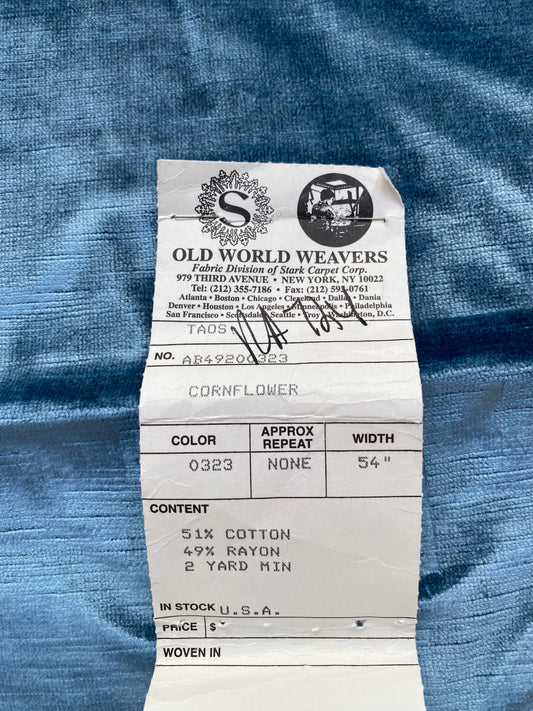 S
OLD WORLD WEAVERS
Fabric Division of Stark Carpet Corp.
979 THIRD AVENUE • NEW YORK, NY 10022
Tel: (212) 355-7186 • Fax: (212) 593-0761
Atlanta • Boston • Chicago • Cleveland • Dallas • Dania
Denver • Houston • Los Angeles • Minneapolis • Philadelphia
San Francisco • Scottsdale • Seattle • Troy • Washington, D.C.
TAOS
NO. AB49200323
CORNFLOWER
COLOR APPROX REPEAT WIDTH
0323 NONE 54"
CONTENT
51% COTTON
49% RAYON
2 YARD MIN
IN STOCK U.S.A.
PRICE $
WOVEN IN